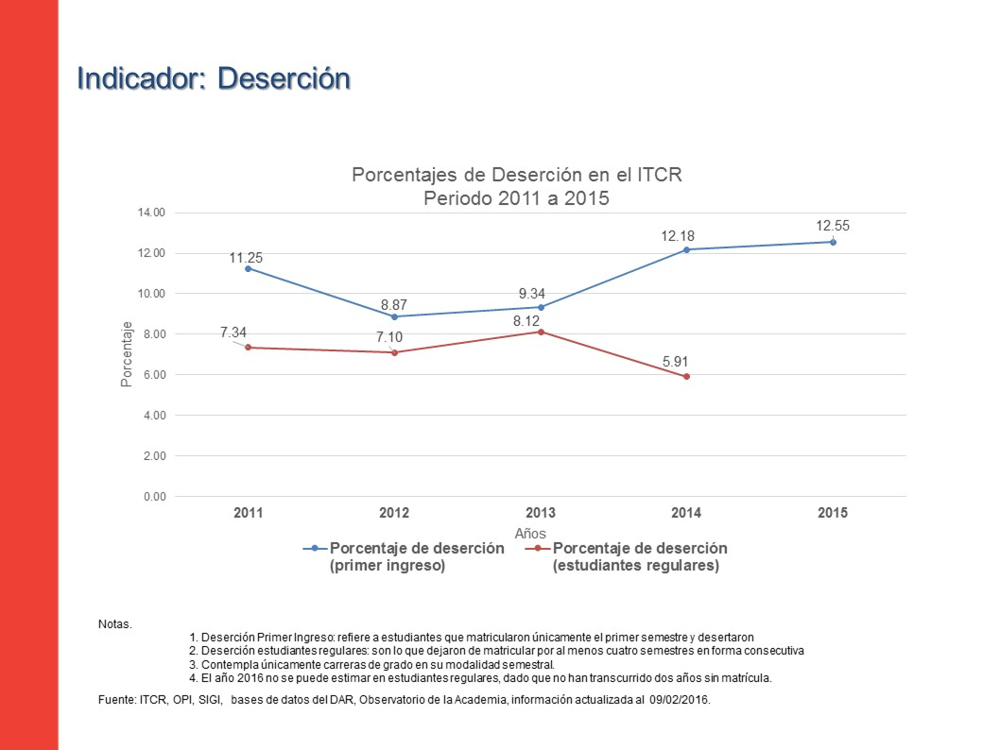 Indicador: Deserción
Porcentajes de Deserción en el ITCR
Periodo 2011 a 2015
14.00
12.00
10.00
8.00
6.00
4.00
2.00
0.00
Porcentaje
11.25
8.87
9.34
12.18
12.55
7.34
7.10
8.12
5.91
2011
2012
2013
2014
2015
Años
Porcentaje de deserción
(primer ingreso)
Porcentaje de deserción
(estudiantes regulares)
Notas.
1. Deserción Primer Ingreso: refiere a estudiantes que matricularon únicamente el primer semestre y desertaron
2. Deserción estudiantes regulares: son lo que dejaron de matricular por al menos cuatro semestres en forma consecutiva
3. Contempla únicamente carreras de grado en su modalidad semestral.
4. El año 2016 no se puede estimar en estudiantes regulares, dado que no han transcurrido dos años sin matrícula.
Fuente: ITCR, OPI, SIGI, bases de datos del DAR, Observatorio de la Academia, información actualizada al 09/02/2016.